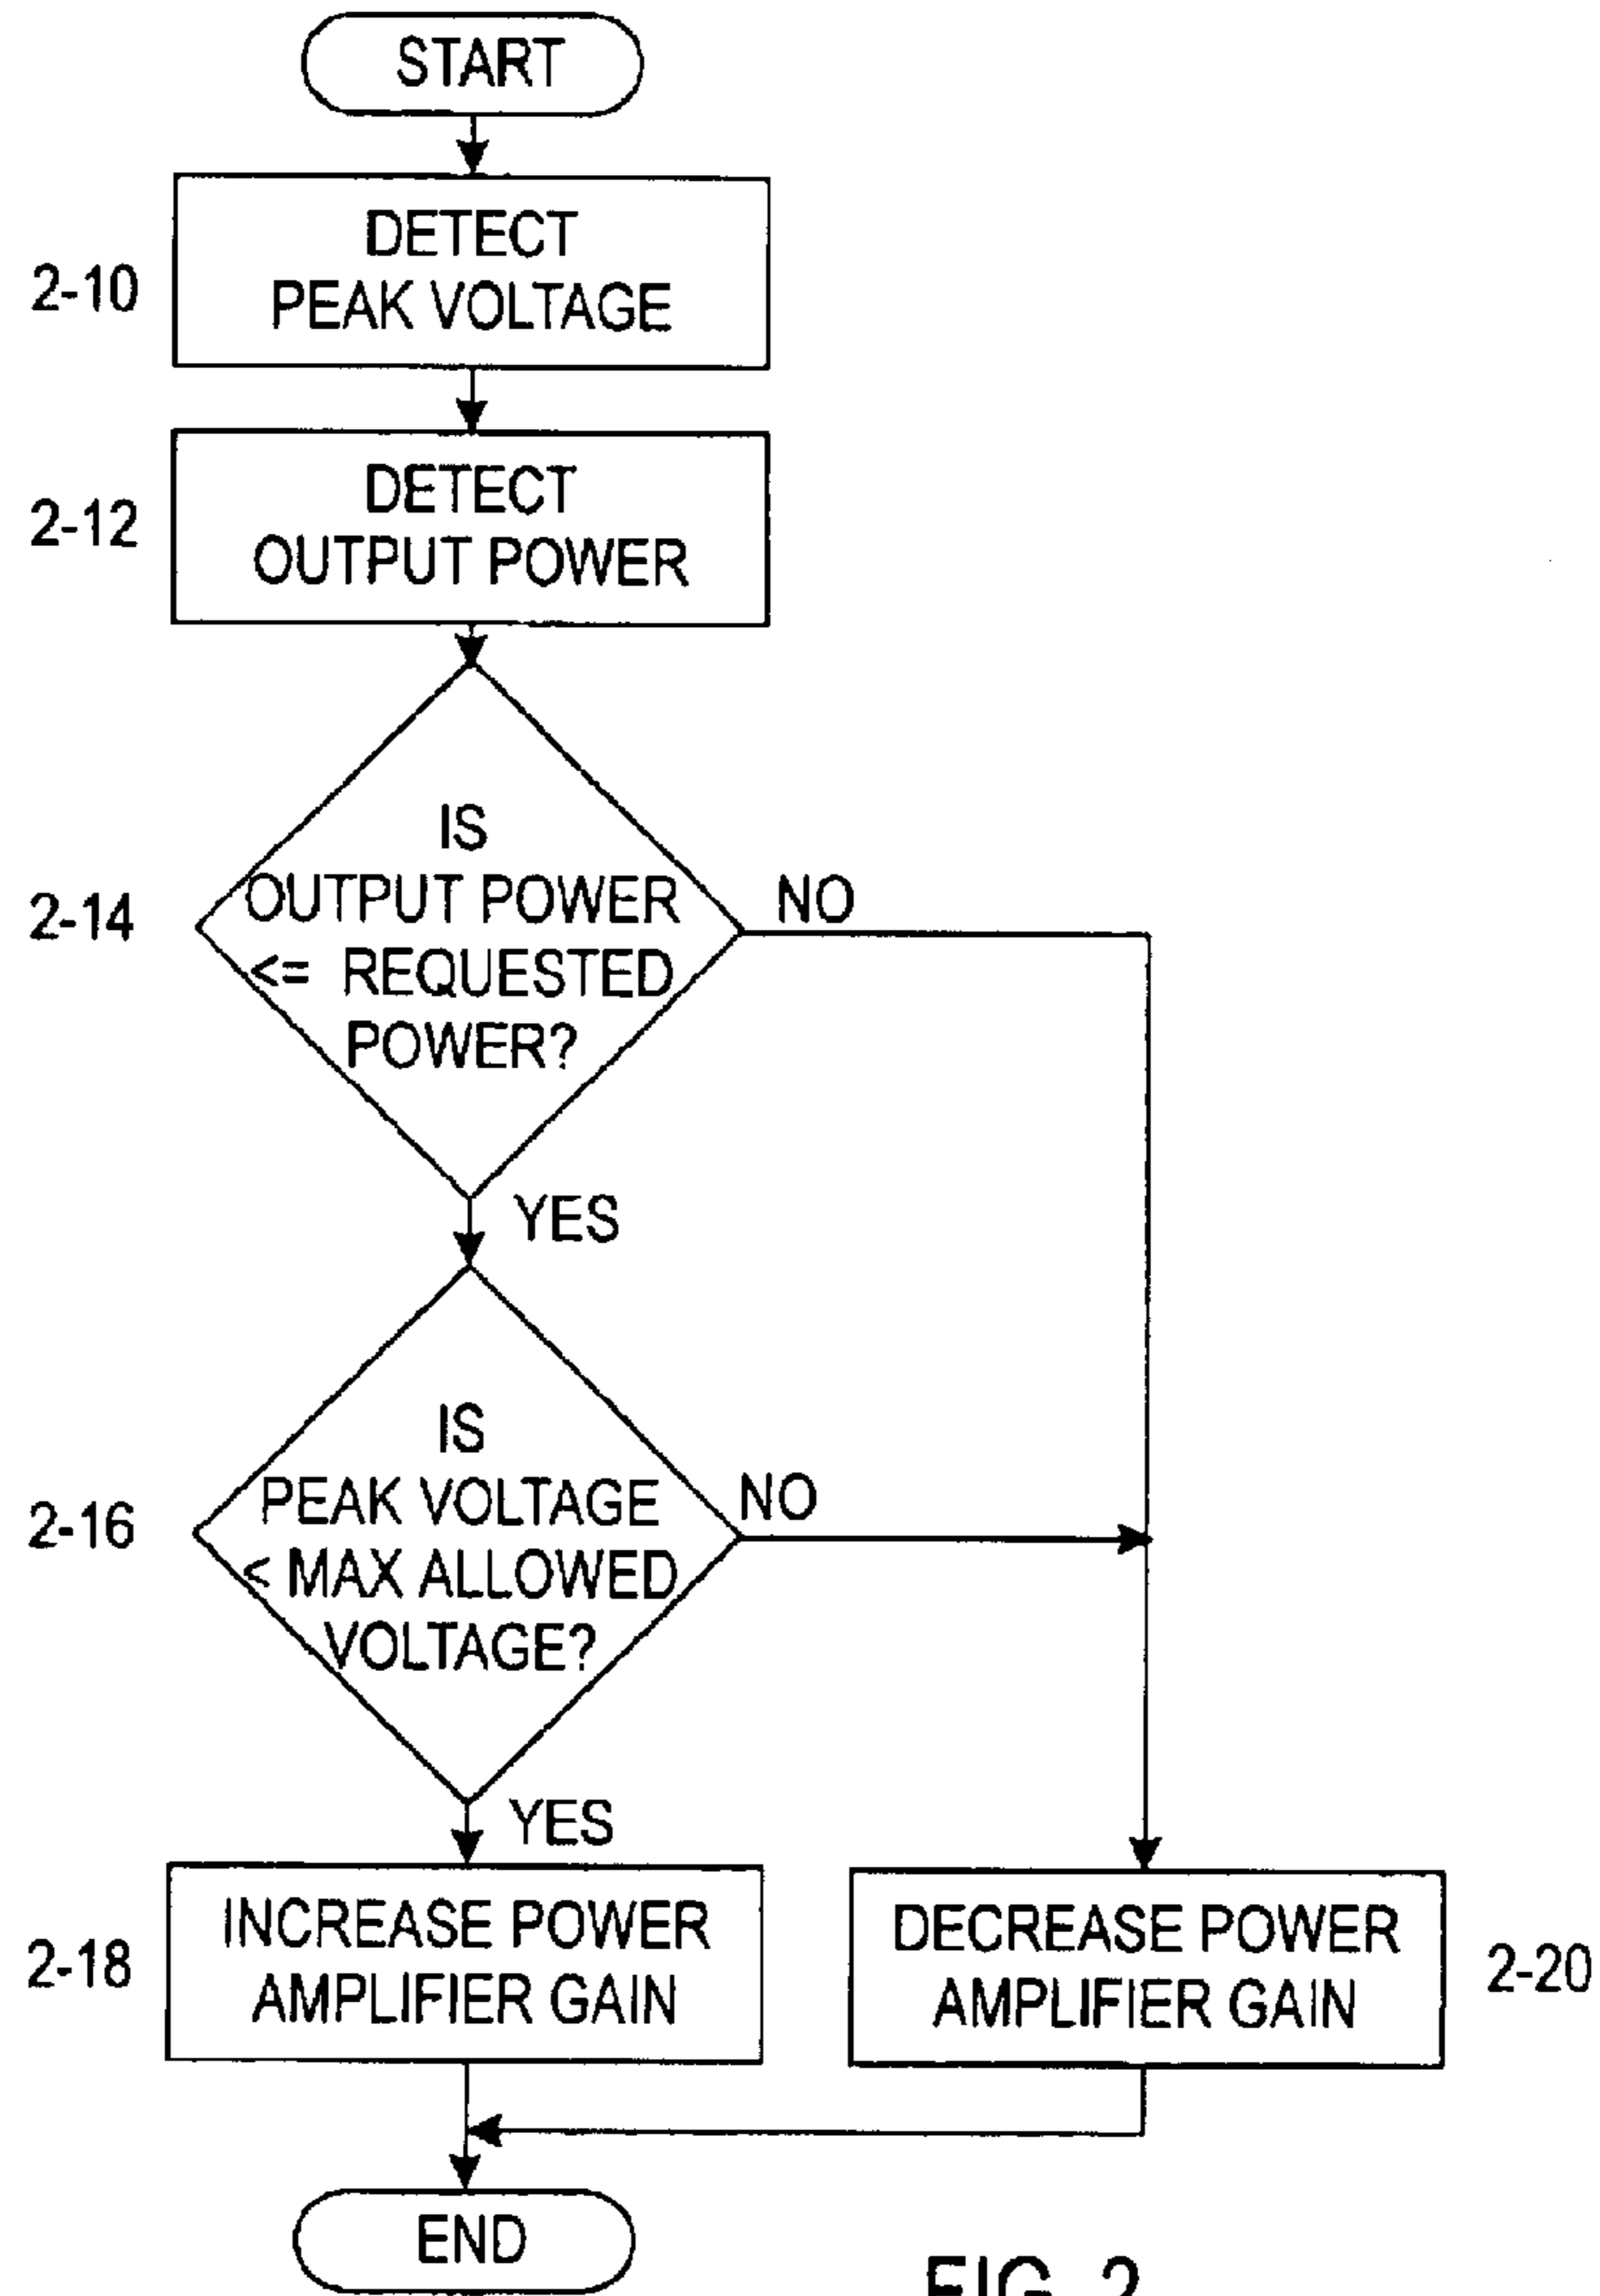 START
2-10
DETECT
PEAK VOLTAGE
2-12
DETECT
OUTPUT POWER
2-14
IS
OUTPUT POWER
<= REQUESTED
POWER?
NO
YES
2-16
IS
PEAK VOLTAGE
< MAX ALLOWED
VOLTAGE?
NO
YES
2-18
INCREASE POWER
AMPLIFIER GAIN
DECREASE POWER
AMPLIFIER GAIN
2-20
END
FIG. 2